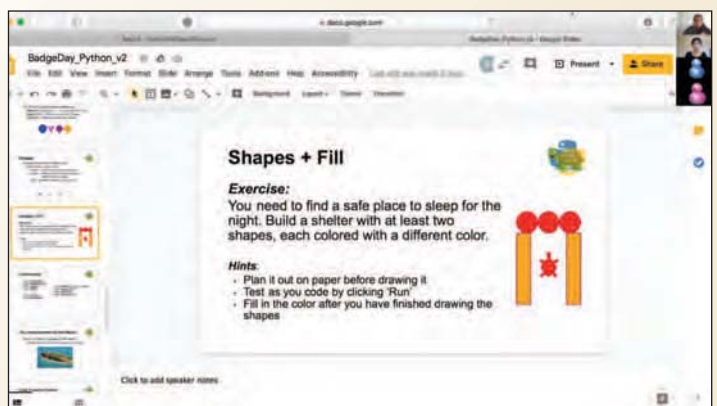 docs.google.com
BadgeDay_Python_v2
File Edit View Insert Format Slide Arrange Tools Add-ons Help Accessibility
Present
Share
Background Layout Theme Transition
Shapes + Fill
Exercise:
You need to find a safe place to sleep for the
night. Build a shelter with at least two
shapes, each colored with a different color.
Hints:
• Plan it out on paper before drawing it
• Test as you code by clicking 'Run'
• Fill in the color after you have finished drawing the
shapes
Click to add speaker notes